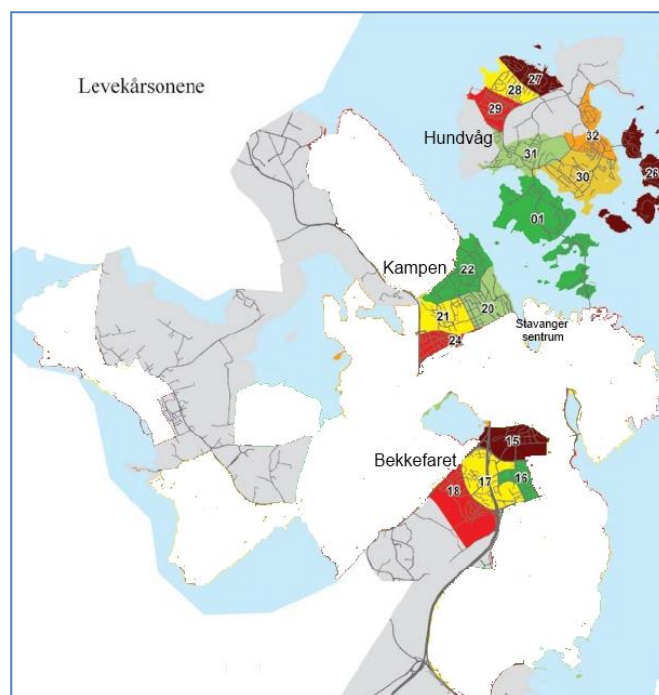 Levekårsonene
27
28
29
32
Hundvåg
31
26
30
01
Kampen
22
20
21
Stavanger
sentrum
24
15
Bekkefaret
17
16
18